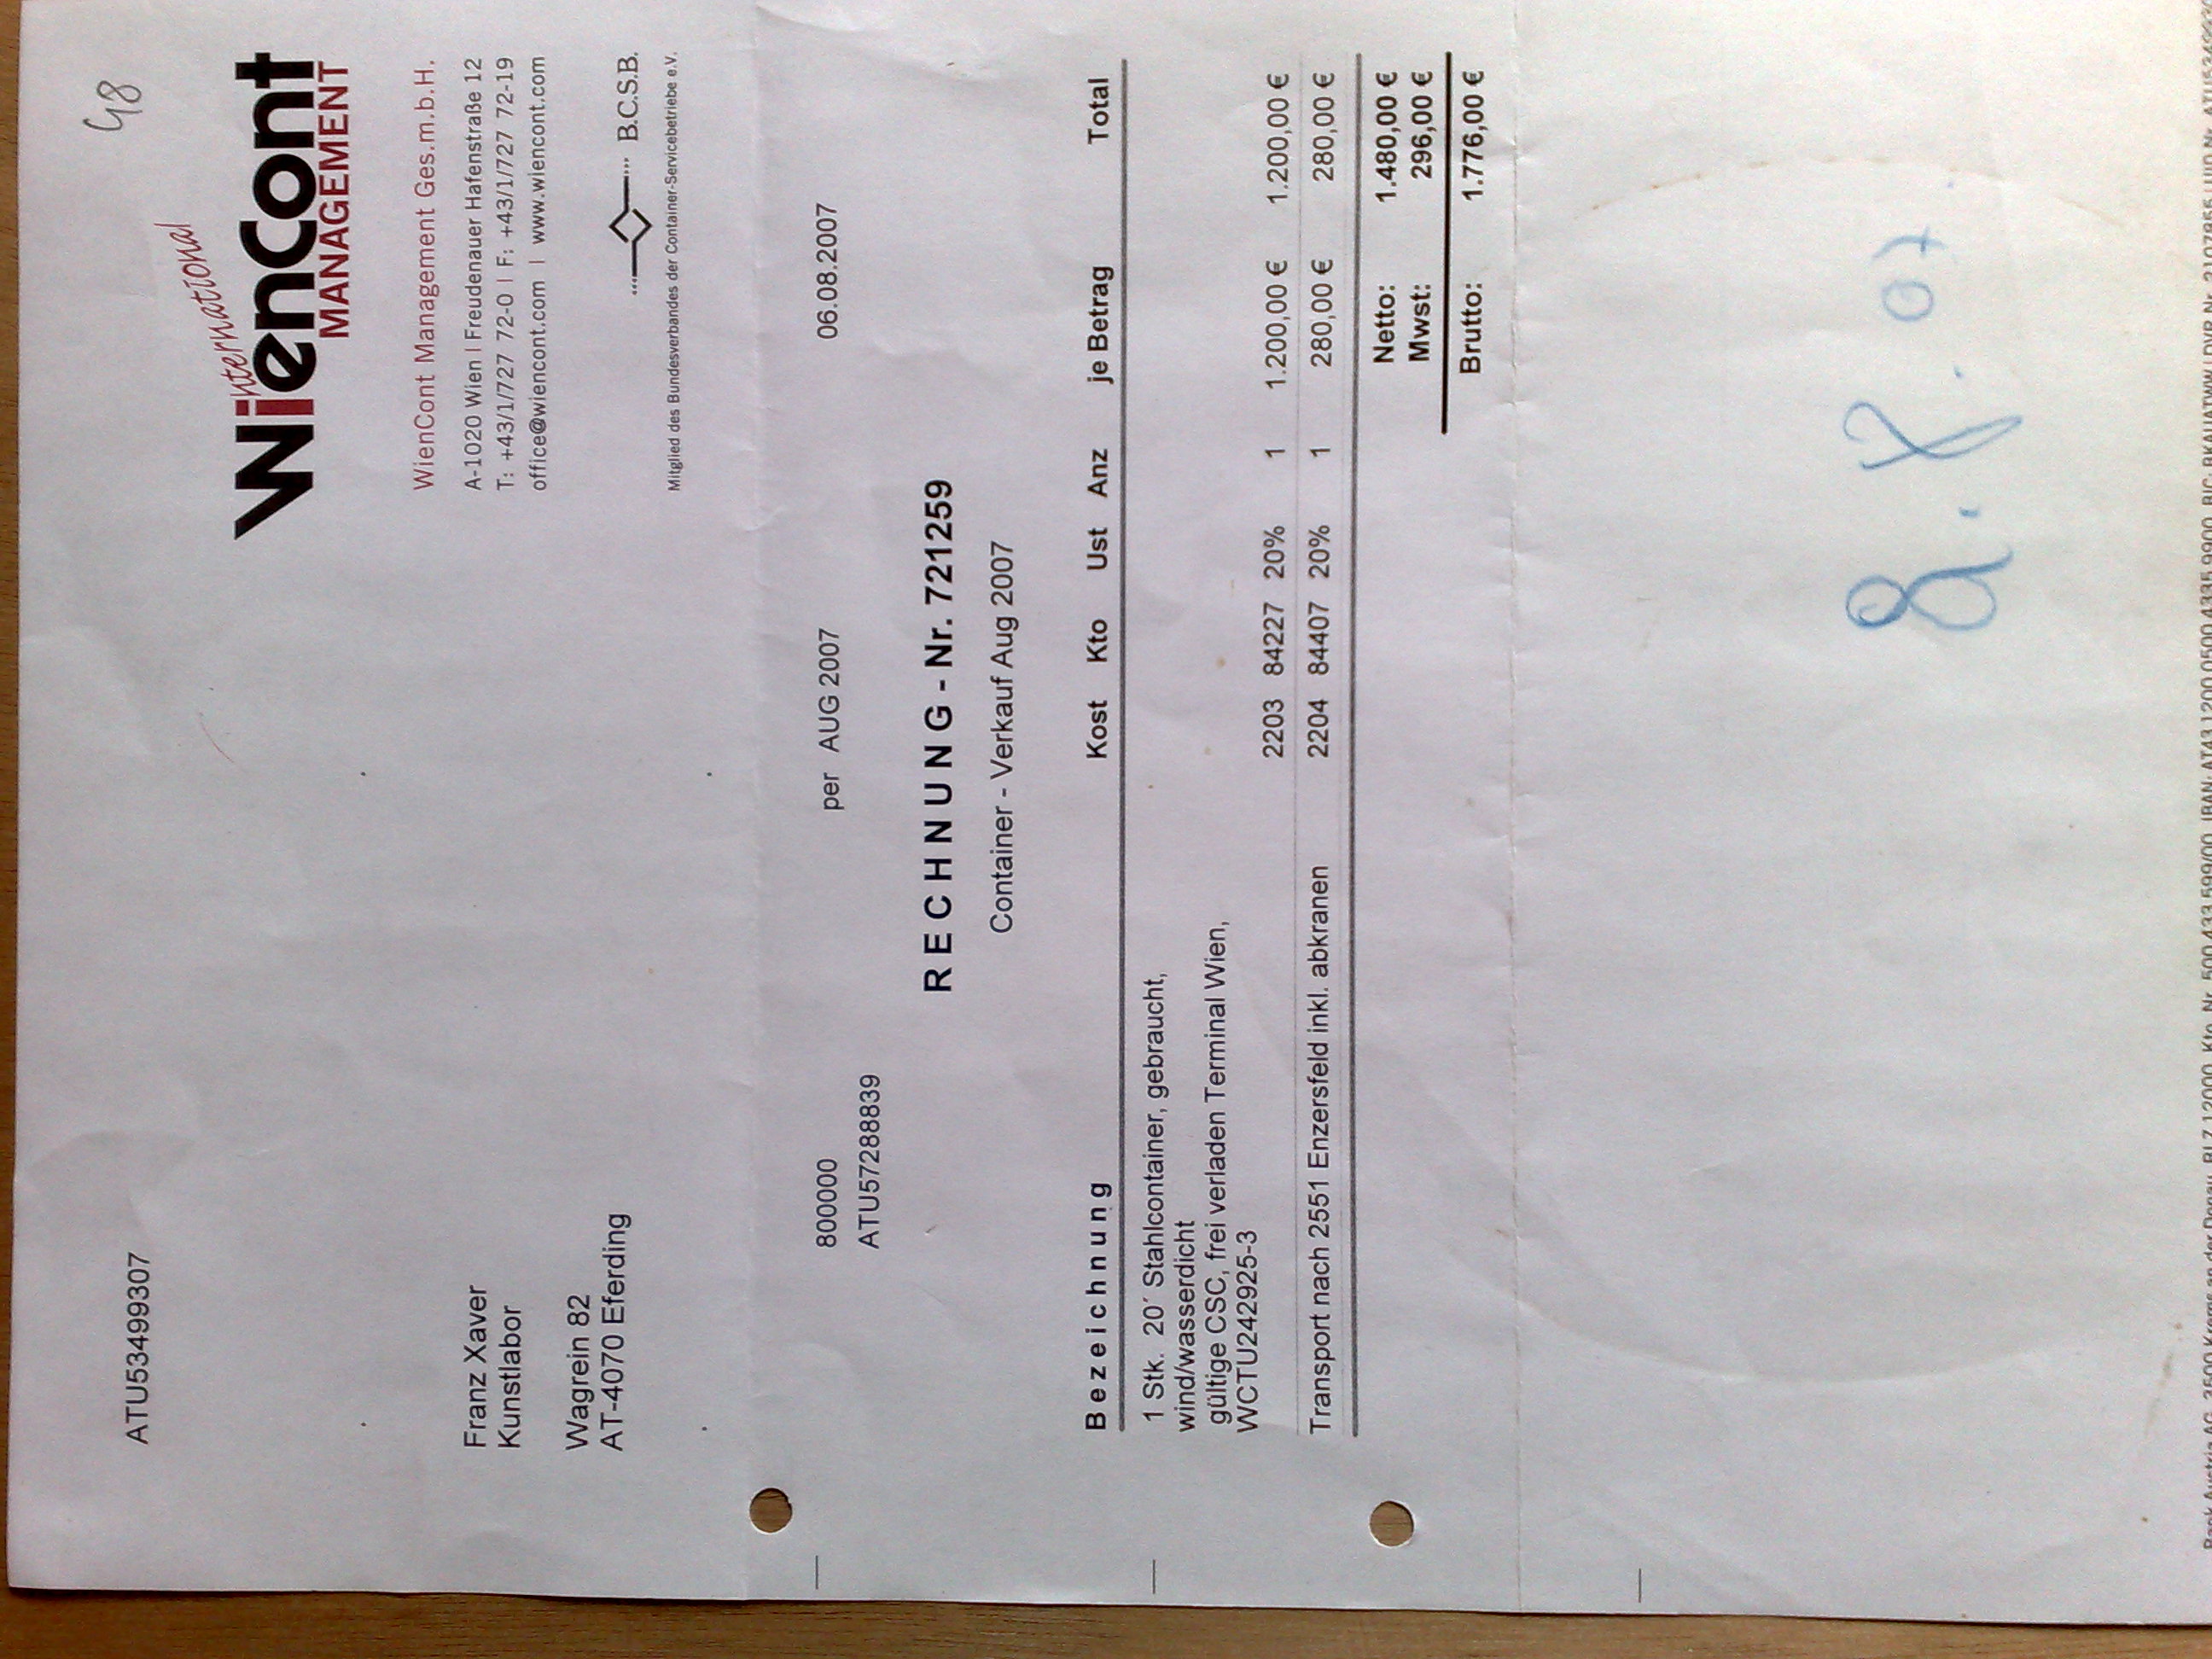 48
ATU53499307
International
WienCont
MANAGEMENT
Franz Xaver
Kunstlabor
Wagrein 82
AT-4070 Eferding
WienCont Management Ges.m.b.H.
A-1020 Wien | Freudenauer Hafenstraße 12
T: +43/1/727 72-0 | F: +43/1/727 72-19
office@wiencont.com | www.wiencont.com
B.C.S.B.
Mitglied des Bundesverbandes der Container-Servicebetriebe e.V.
800000 per AUG 2007 06.08.2007
ATU57288839
RECHNUNG - Nr. 721259
Container - Verkauf Aug 2007
Bezeichnung Kost Kto Ust Anz je Betrag Total
1 Stk. 20´ Stahlcontainer, gebraucht,
wind/wasserdicht
gültige CSC, frei verladen Terminal Wien,
WCTU242925-3 2203 84227 20% 1 1.200,00 € 1.200,00 €
Transport nach 2551 Enzersfeld inkl. abkranen 2204 84407 20% 1 280,00 € 280,00 €
Netto: 1.480,00 €
Mwst: 296,00 €
Brutto: 1.776,00 €
8. 8. 07